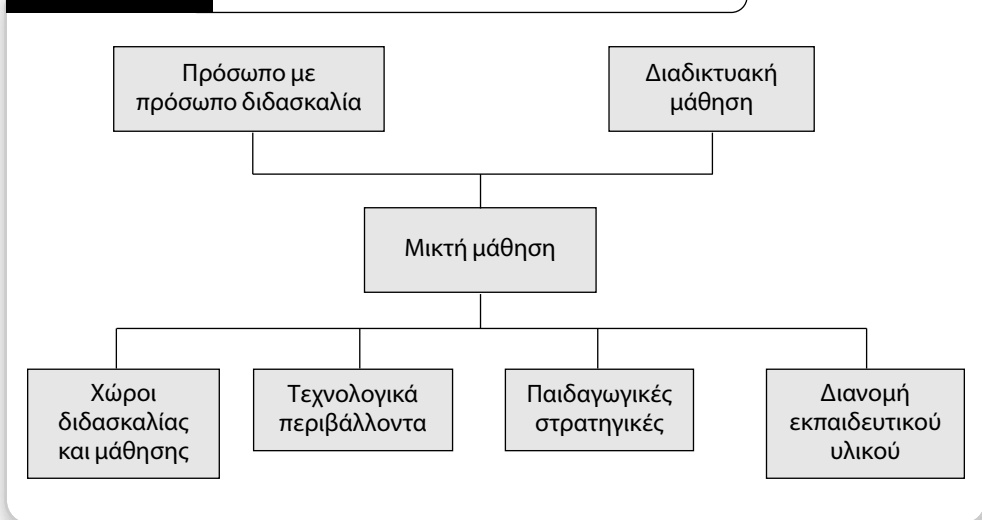 Πρόσωπο με
πρόσωπο διδασκαλία
Διαδικτυακή
μάθηση
Μικτή μάθηση
Χώροι
διδασκαλίας
και μάθησης
Τεχνολογικά
περιβάλλοντα
Παιδαγωγικές
στρατηγικές
Διανομή
εκπαιδευτικού
υλικού